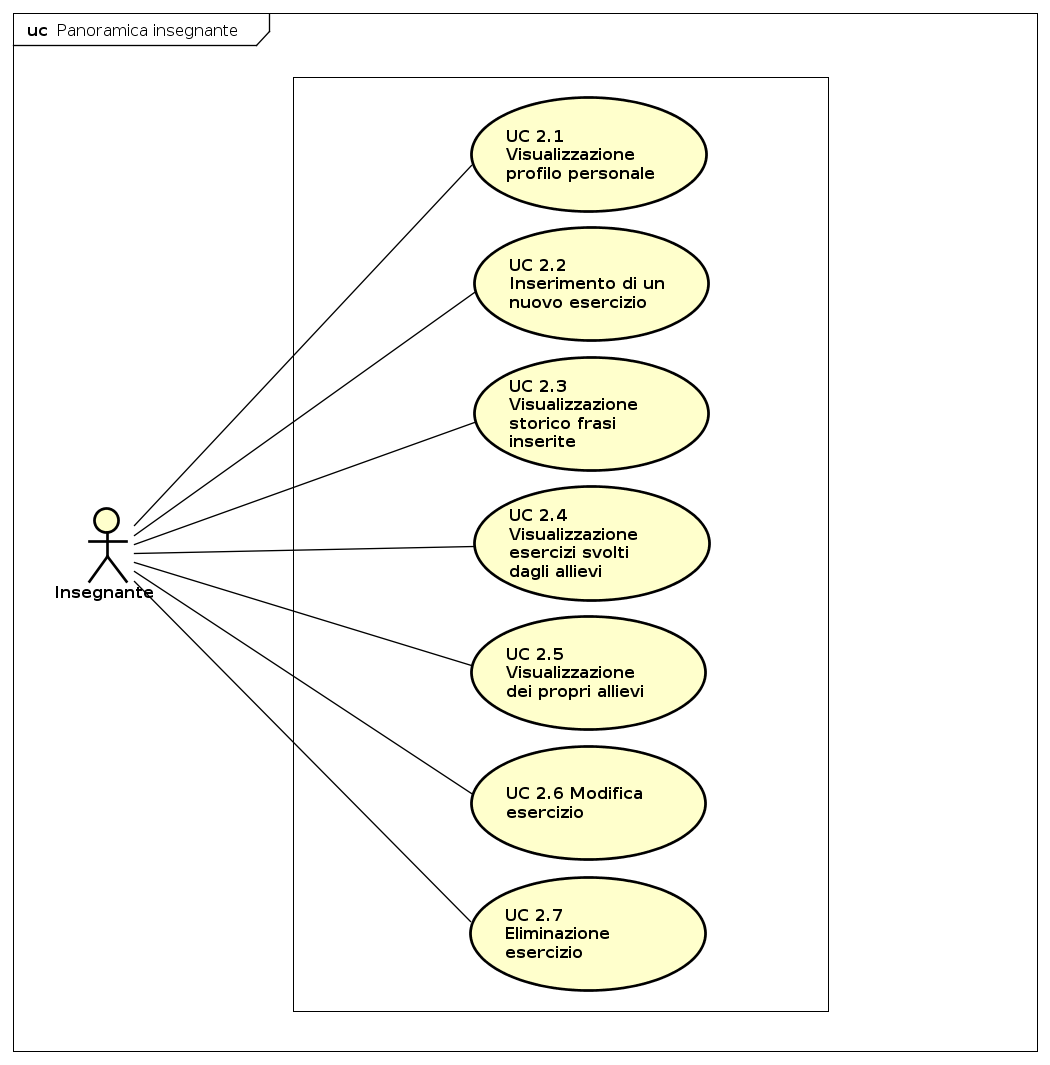 uc Panoramica insegnante
UC 2.1
Visualizzazione
profilo personale
UC 2.2
Inserimento di un
nuovo esercizio
UC 2.3
Visualizzazione
storico frasi
inserite
UC 2.4
Visualizzazione
esercizi svolti
dagli allievi
Insegnante
UC 2.5
Visualizzazione
dei propri allievi
UC 2.6 Modifica
esercizio
UC 2.7
Eliminazione
esercizio